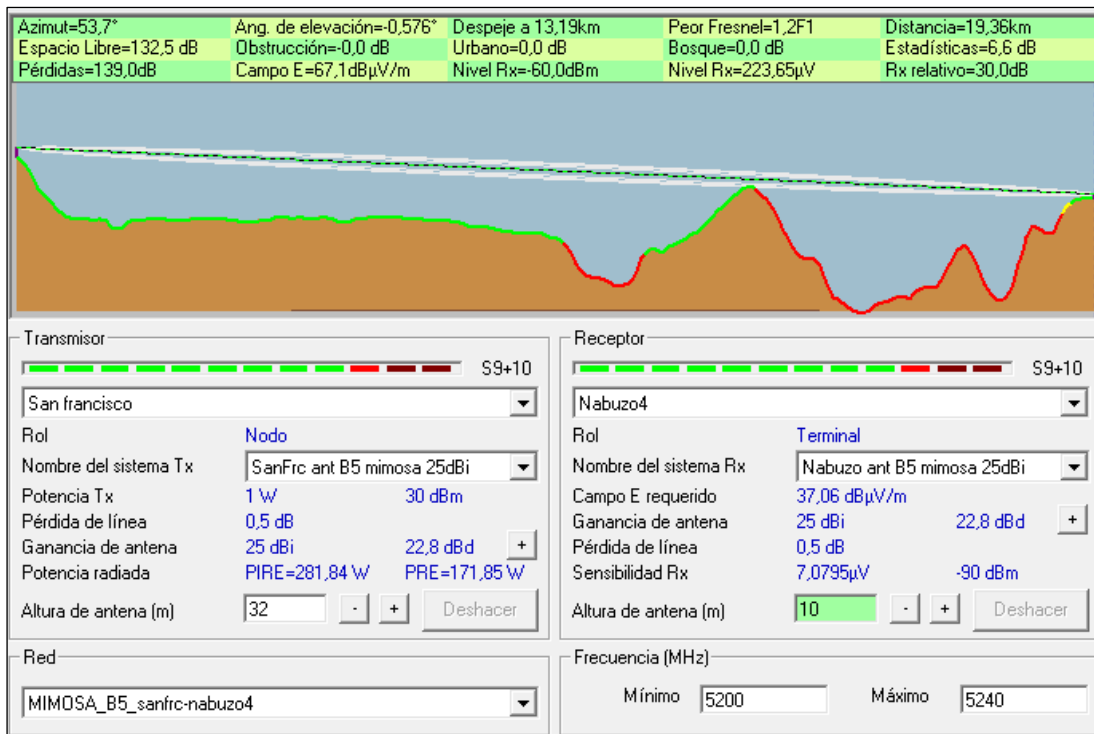 Azimut=53,7° Ang. de elevación=-0,576° Despeje a 13,19km Peor Fresnel=1,2F1 Distancia=19,36km
Espacio Libre=132,5 dB Obstrucción=-0,0 dB Urbano=0,0 dB Bosque=0,0 dB Estadísticas=6,6 dB
Pérdidas=139,0dB Campo E=67,1dBµV/m Nivel Rx=-60,0dBm Nivel Rx=223,65µV Rx relativo=30,0dB
Transmisor
S9+10
San francisco
Rol Nodo
Nombre del sistema Tx SanFrc ant B5 mimosa 25dBi
Potencia Tx 1 W 30 dBm
Pérdida de línea 0,5 dB
Ganancia de antena 25 dBi 22,8 dBd +
Potencia radiada PIRE=281,84 W PRE=171,85 W
Altura de antena (m) 32 - + Deshacer
Receptor
S9+10
Nabuzo4
Rol Terminal
Nombre del sistema Rx Nabuzo ant B5 mimosa 25dBi
Campo E requerido 37,06 dBµV/m
Ganancia de antena 25 dBi 22,8 dBd +
Pérdida de línea 0,5 dB
Sensibilidad Rx 7,0795µV -90 dBm
Altura de antena (m) 10 - + Deshacer
Red
MIMOSA_B5_sanfrc-nabuzo4
Frecuencia (MHz)
Mínimo 5200 Máximo 5240